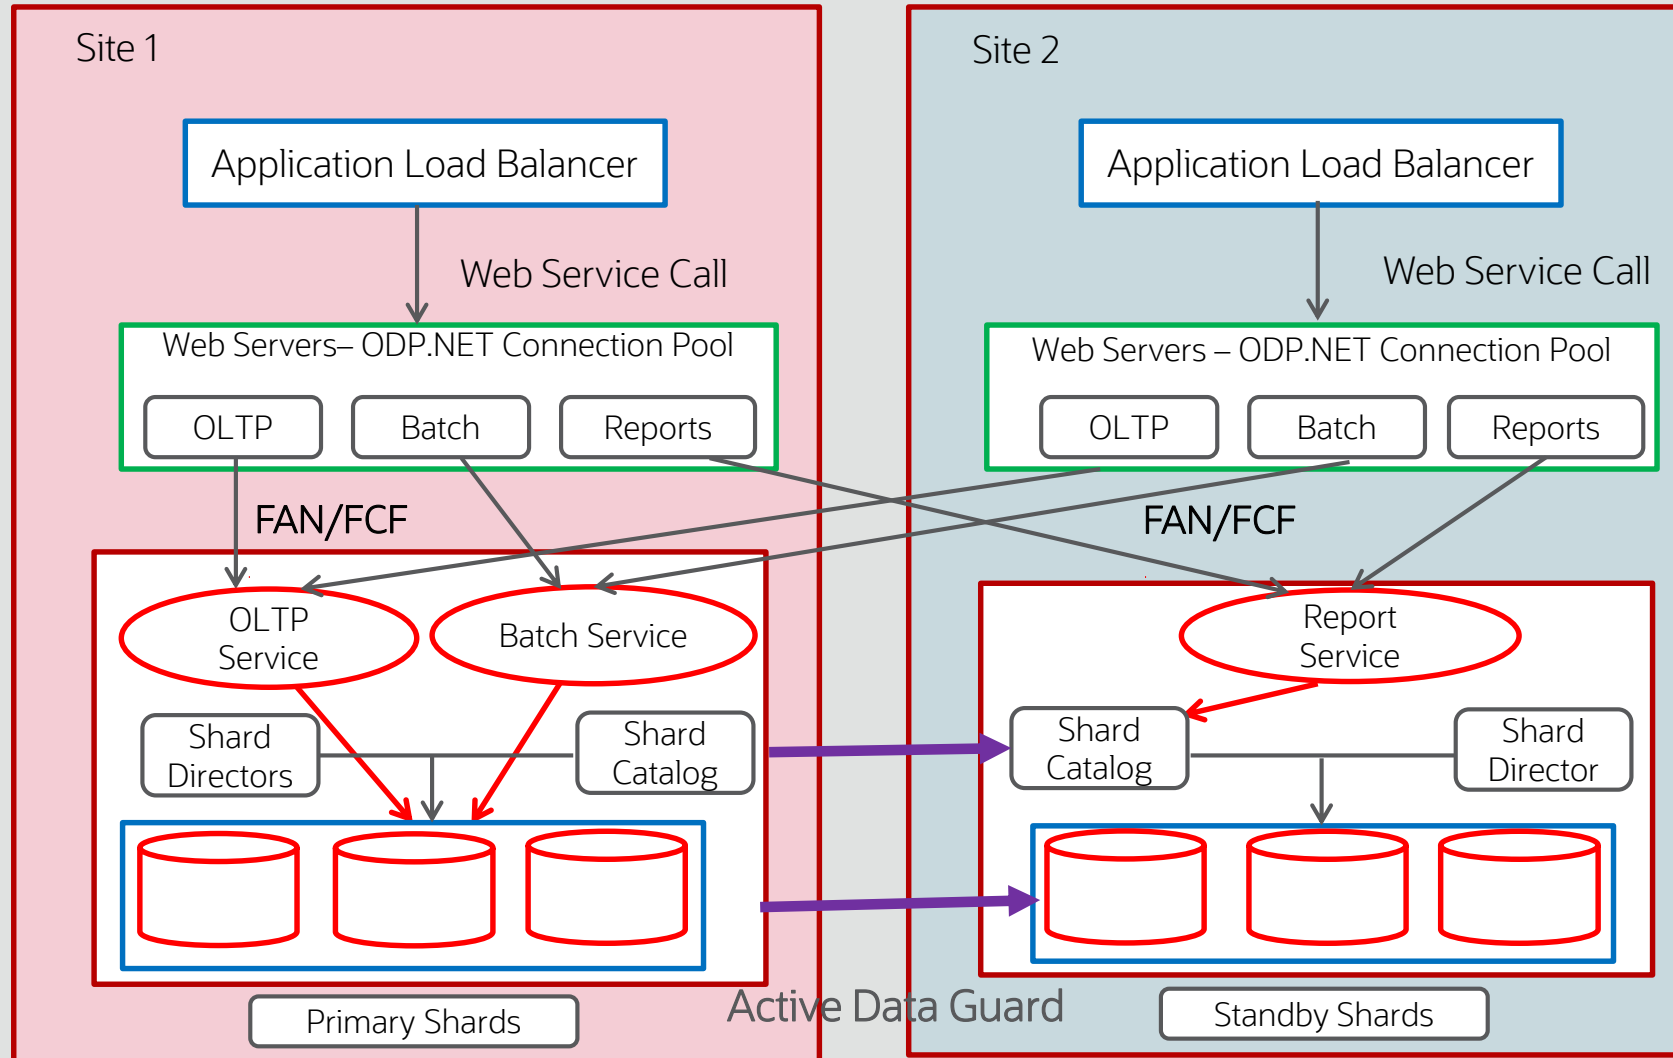 Site 1
Application Load Balancer
Web Service Call
Web Servers– ODP.NET Connection Pool
OLTP
Batch
Reports
FAN/FCF
OLTP
Service
Batch Service
Shard
Directors
Shard
Catalog
Primary Shards
Active Data Guard
Site 2
Application Load Balancer
Web Service Call
Web Servers – ODP.NET Connection Pool
OLTP
Batch
Reports
FAN/FCF
Report
Service
Shard
Catalog
Shard
Director
Standby Shards